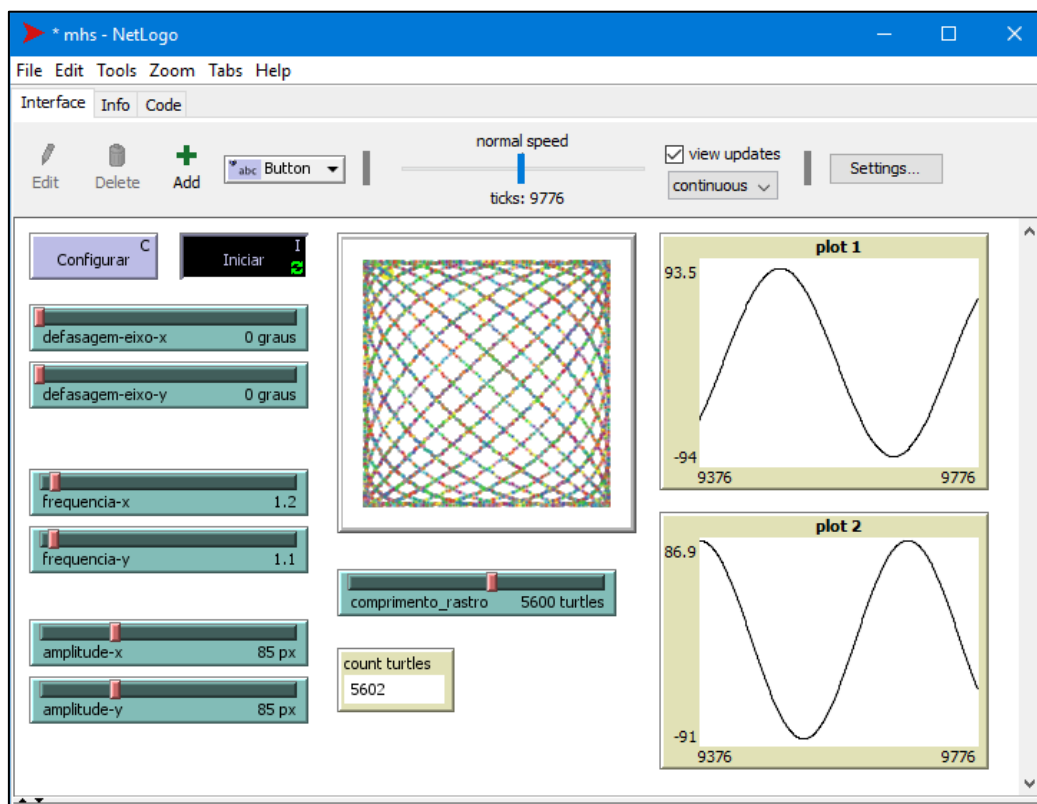 * mhs - NetLogo
File Edit Tools Zoom Tabs Help
Interface Info Code
Edit Delete Add
abc Button
normal speed
ticks: 9776
view updates
continuous
Settings...
Configurar C
Iniciar I
defasagem-eixo-x 0 graus
defasagem-eixo-y 0 graus
frequencia-x 1.2
frequencia-y 1.1
amplitude-x 85 px
amplitude-y 85 px
comprimento_rastro 5600 turtles
count turtles
5602
plot 1
93.5
-94
9376 9776
plot 2
86.9
-91
9376 9776